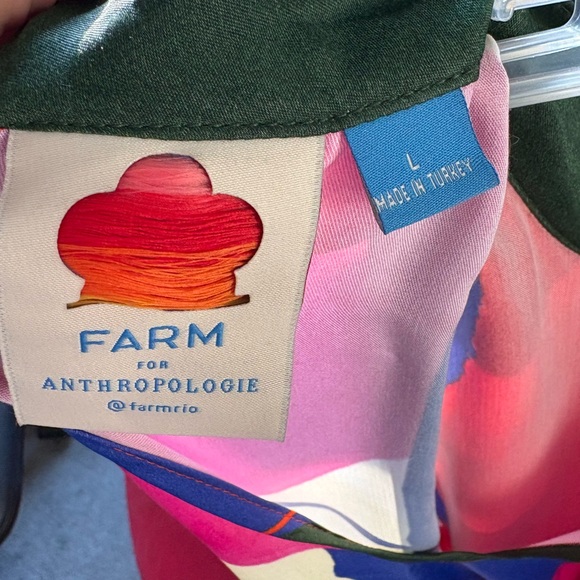 FARM
FOR
ANTHROPOLOGIE
@farmrio
L
MADE IN TURKEY